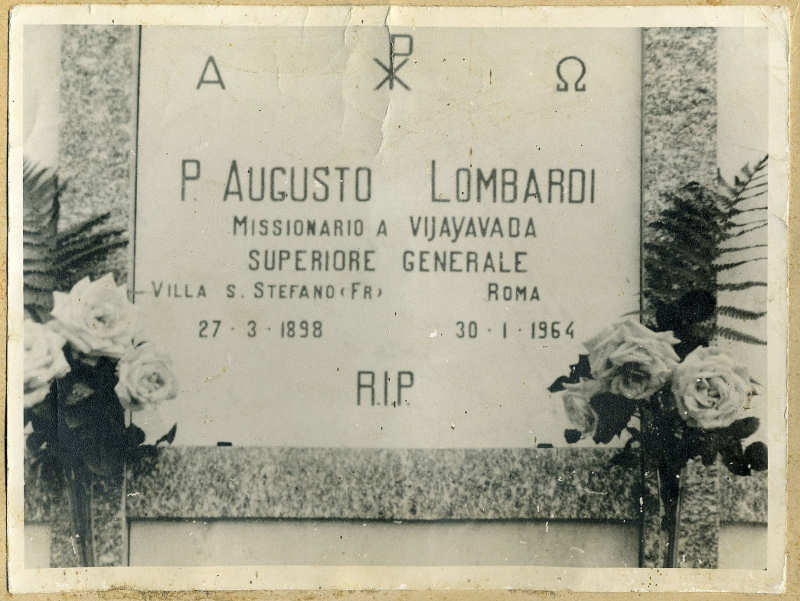 Α ☧ Ω
P. AUGUSTO LOMBARDI
MISSIONARIO A VIJAYAVADA
SUPERIORE GENERALE
VILLA S. STEFANO (FR) ROMA
27 · 3 · 1898 30 · 1 · 1964
R.I.P.